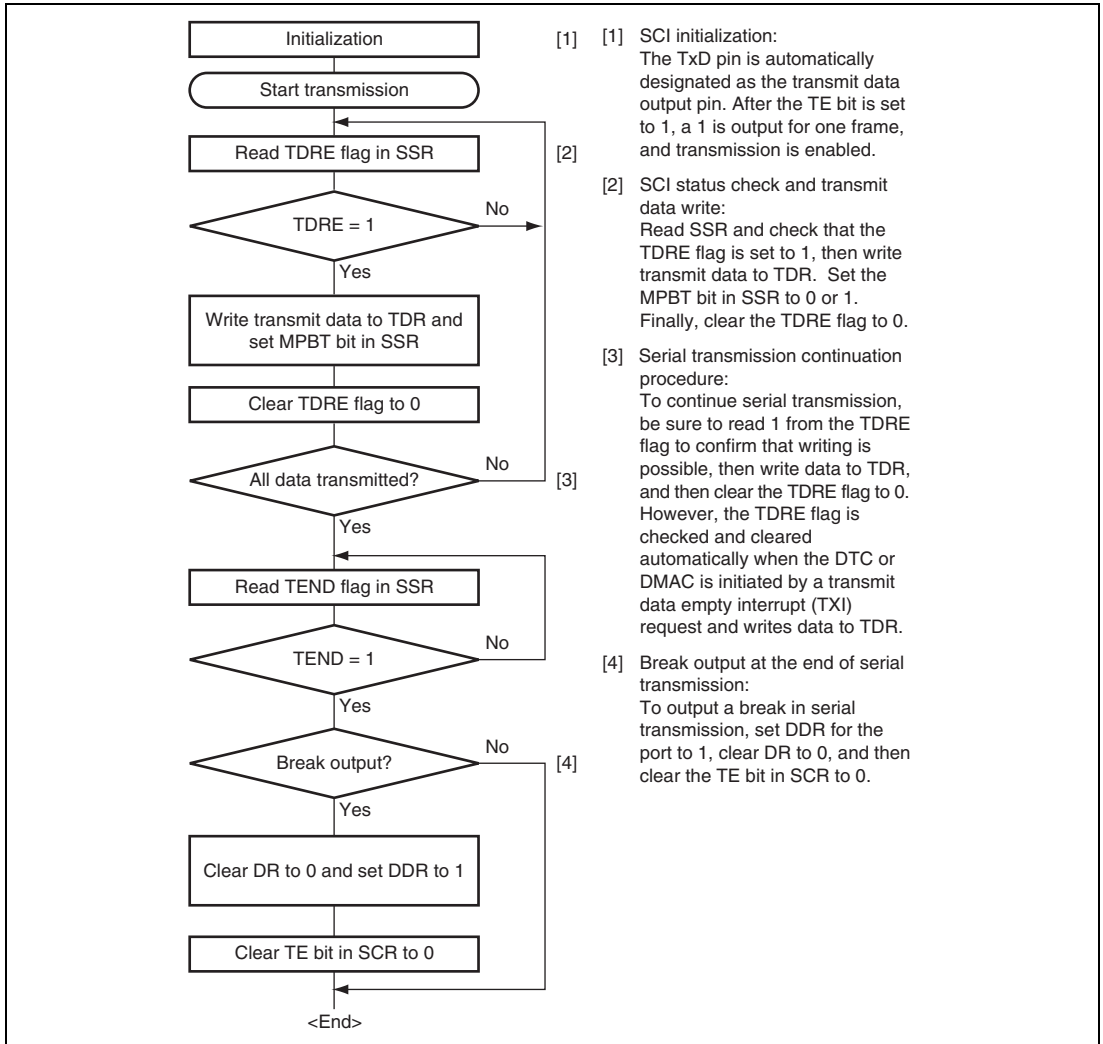 Initialization
[1]
Start transmission
Read TDRE flag in SSR
[2]
TDRE = 1
No
Yes
Write transmit data to TDR and
set MPBT bit in SSR
Clear TDRE flag to 0
All data transmitted?
No
[3]
Yes
Read TEND flag in SSR
TEND = 1
No
Yes
Break output?
No
[4]
Yes
Clear DR to 0 and set DDR to 1
Clear TE bit in SCR to 0
<End>
[1] SCI initialization:
The TxD pin is automatically
designated as the transmit data
output pin. After the TE bit is set
to 1, a 1 is output for one frame,
and transmission is enabled.
[2] SCI status check and transmit
data write:
Read SSR and check that the
TDRE flag is set to 1, then write
transmit data to TDR. Set the
MPBT bit in SSR to 0 or 1.
Finally, clear the TDRE flag to 0.
[3] Serial transmission continuation
procedure:
To continue serial transmission,
be sure to read 1 from the TDRE
flag to confirm that writing is
possible, then write data to TDR,
and then clear the TDRE flag to 0.
However, the TDRE flag is
checked and cleared
automatically when the DTC or
DMAC is initiated by a transmit
data empty interrupt (TXI)
request and writes data to TDR.
[4] Break output at the end of serial
transmission:
To output a break in serial
transmission, set DDR for the
port to 1, clear DR to 0, and then
clear the TE bit in SCR to 0.